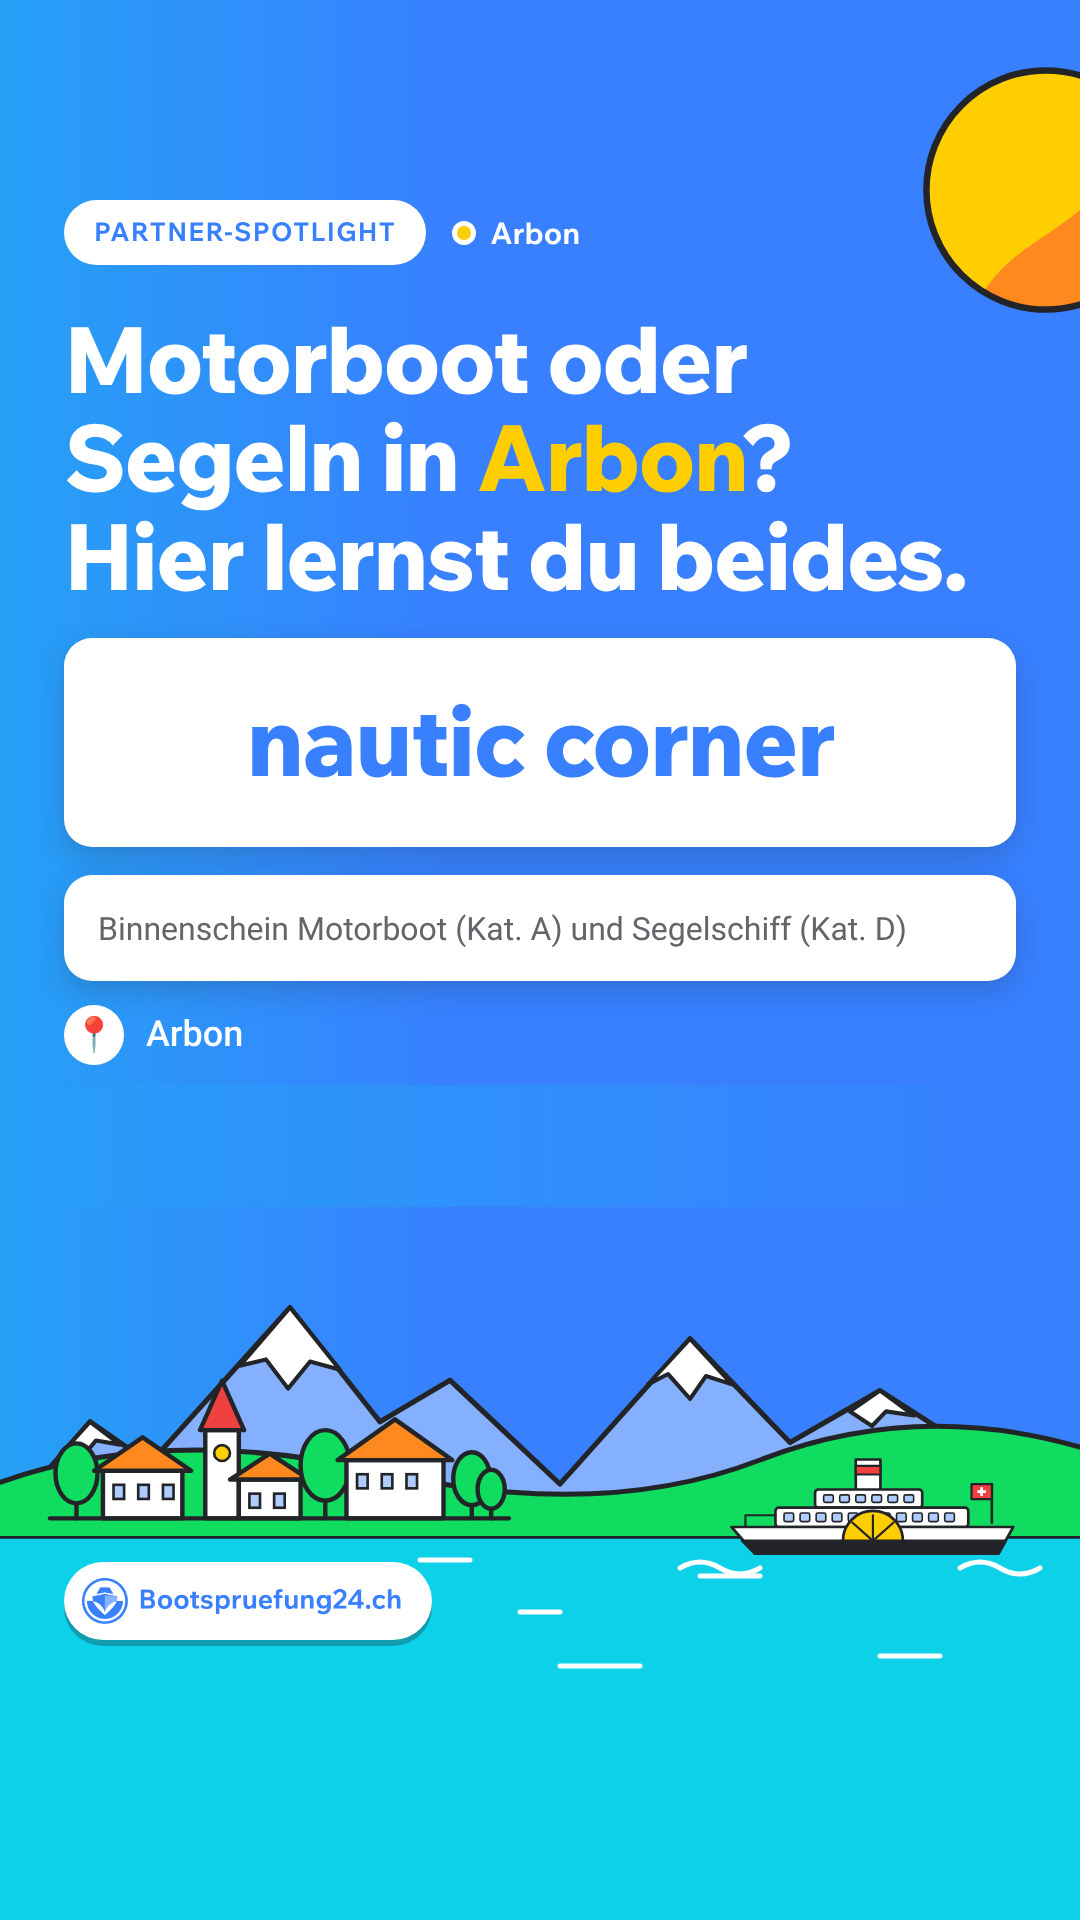 PARTNER-SPOTLIGHT
Arbon
Motorboot oder
Segeln in Arbon?
Hier lernst du beides.
nautic corner
Binnenschein Motorboot (Kat. A) und Segelschiff (Kat. D)
Arbon
Bootspruefung24.ch